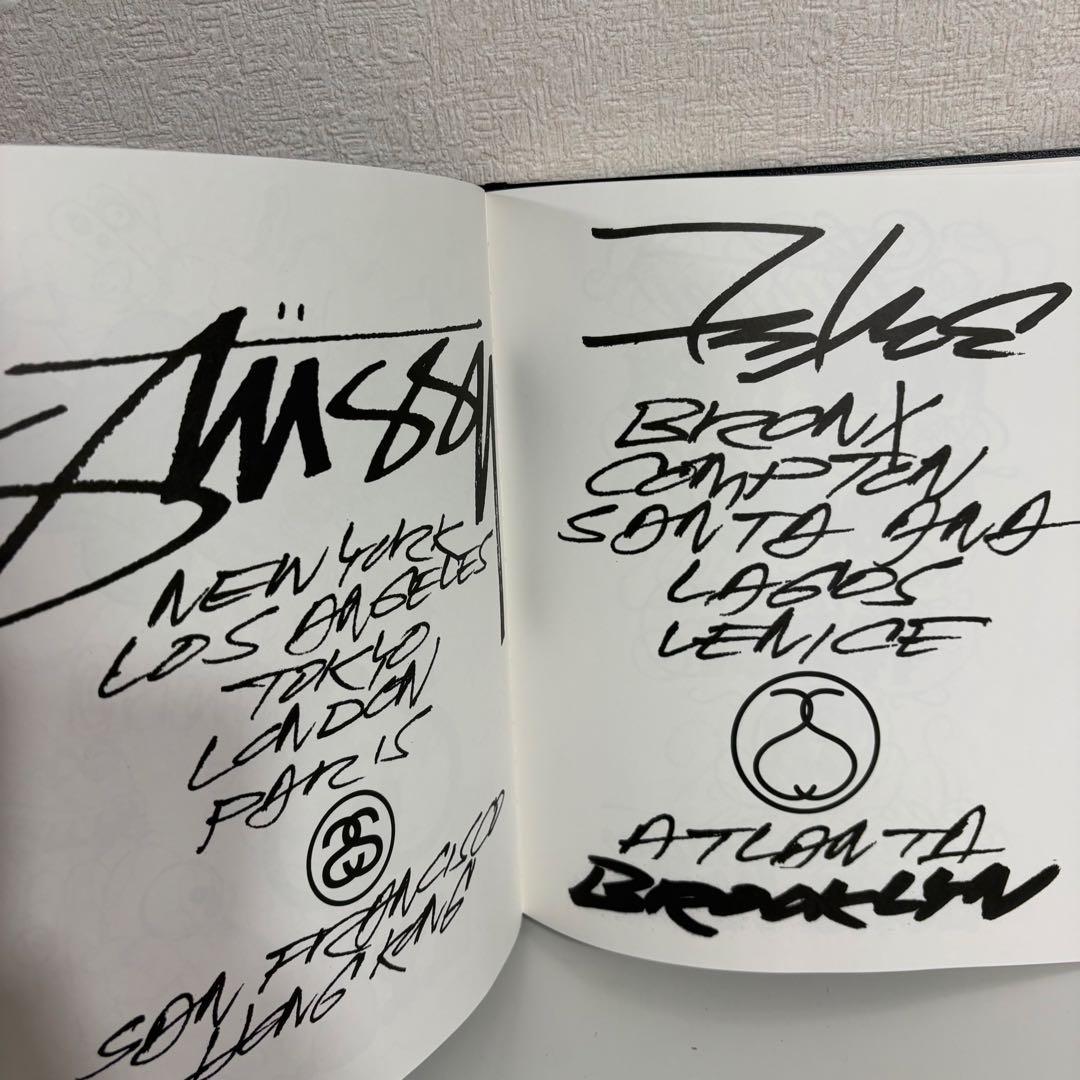 Stüssy
NEW YORK
LOS ANGELES
TOKYO
LONDON
PARIS
SS
SAN FRANCISCO
HONG KONG
BRONX
COMPTON
SANTA ANA
LAGOS
VENICE
ATLANTA
BROOKLYN